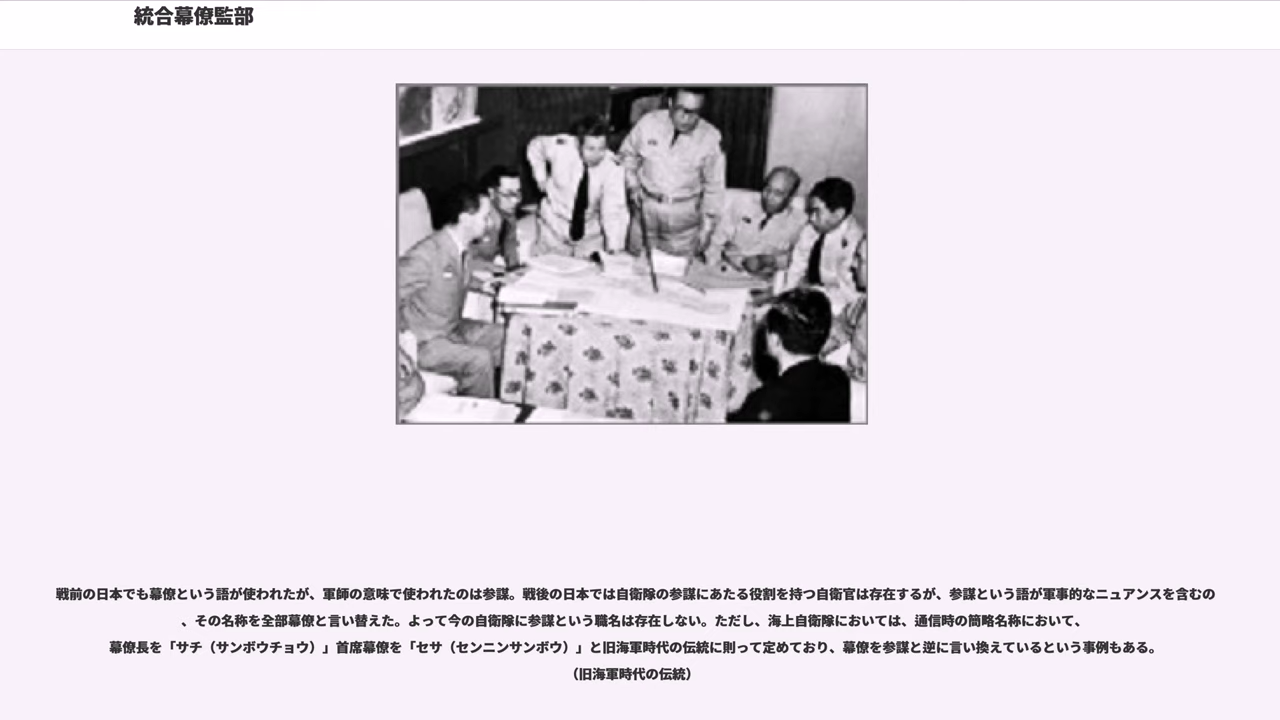 統合幕僚監部
戦前の日本でも幕僚という語が使われたが、軍師の意味で使われたのは参謀。戦後の日本では自衛隊の参謀にあたる役割を持つ自衛官は存在するが、参謀という語が軍事的なニュアンスを含むの
、その名称を全部幕僚と言い替えた。よって今の自衛隊に参謀という職名は存在しない。ただし、海上自衛隊においては、通信時の簡略名称において、
幕僚長を「サチ（サンボウチョウ）」首席幕僚を「セサ（センニンサンボウ）」と旧海軍時代の伝統に則って定めており、幕僚を参謀と逆に言い換えているという事例もある。
（旧海軍時代の伝統）